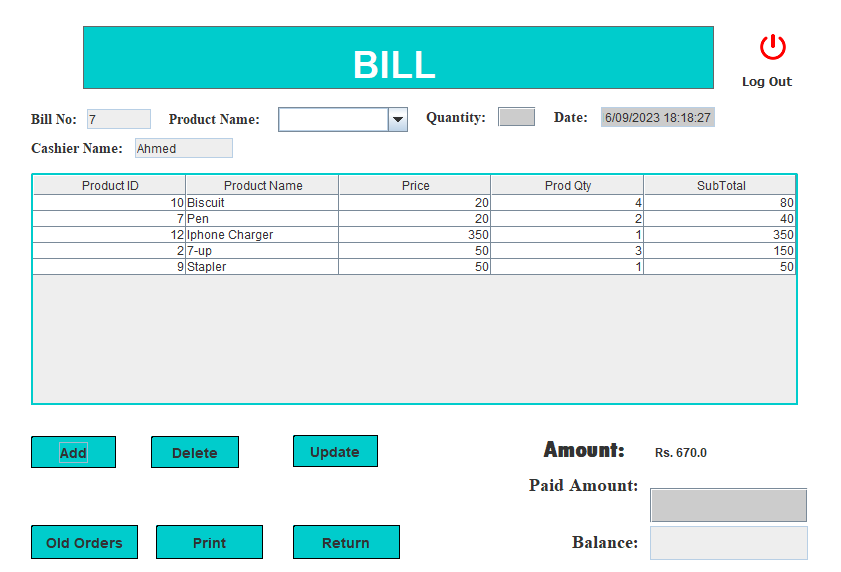 BILL
Log Out
Bill No: 7 Product Name: Quantity: Date: 6/09/2023 18:18:27
Cashier Name: Ahmed
Product ID Product Name Price Prod Qty SubTotal
10 Biscuit 20 4 80
7 Pen 20 2 40
12 Iphone Charger 350 1 350
2 7-up 50 3 150
9 Stapler 50 1 50
Add Delete Update Amount: Rs. 670.0
Paid Amount:
Old Orders Print Return Balance: